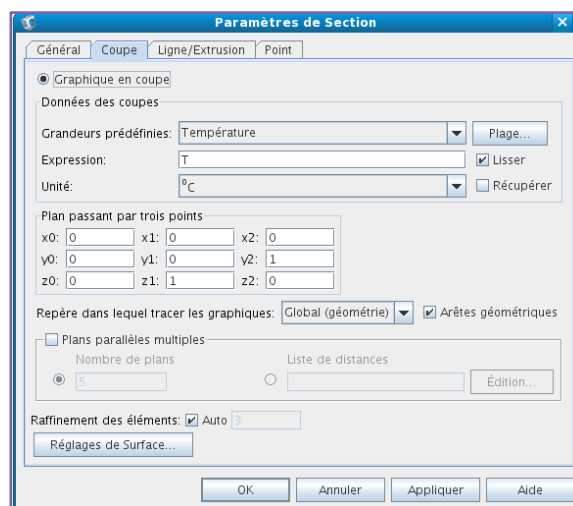 Paramètres de Section
Général Coupe Ligne/Extrusion Point
Graphique en coupe
Données des coupes
Grandeurs prédéfinies: Température Plage...
Expression: T Lisser
Unité: °C Récupérer
Plan passant par trois points
x0: 0 x1: 0 x2: 0
y0: 0 y1: 0 y2: 1
z0: 0 z1: 1 z2: 0
Repère dans lequel tracer les graphiques: Global (géométrie) Arêtes géométriques
Plans parallèles multiples
Nombre de plans Liste de distances
5 Édition...
Raffinement des éléments: Auto 3
Réglages de Surface...
OK Annuler Appliquer Aide